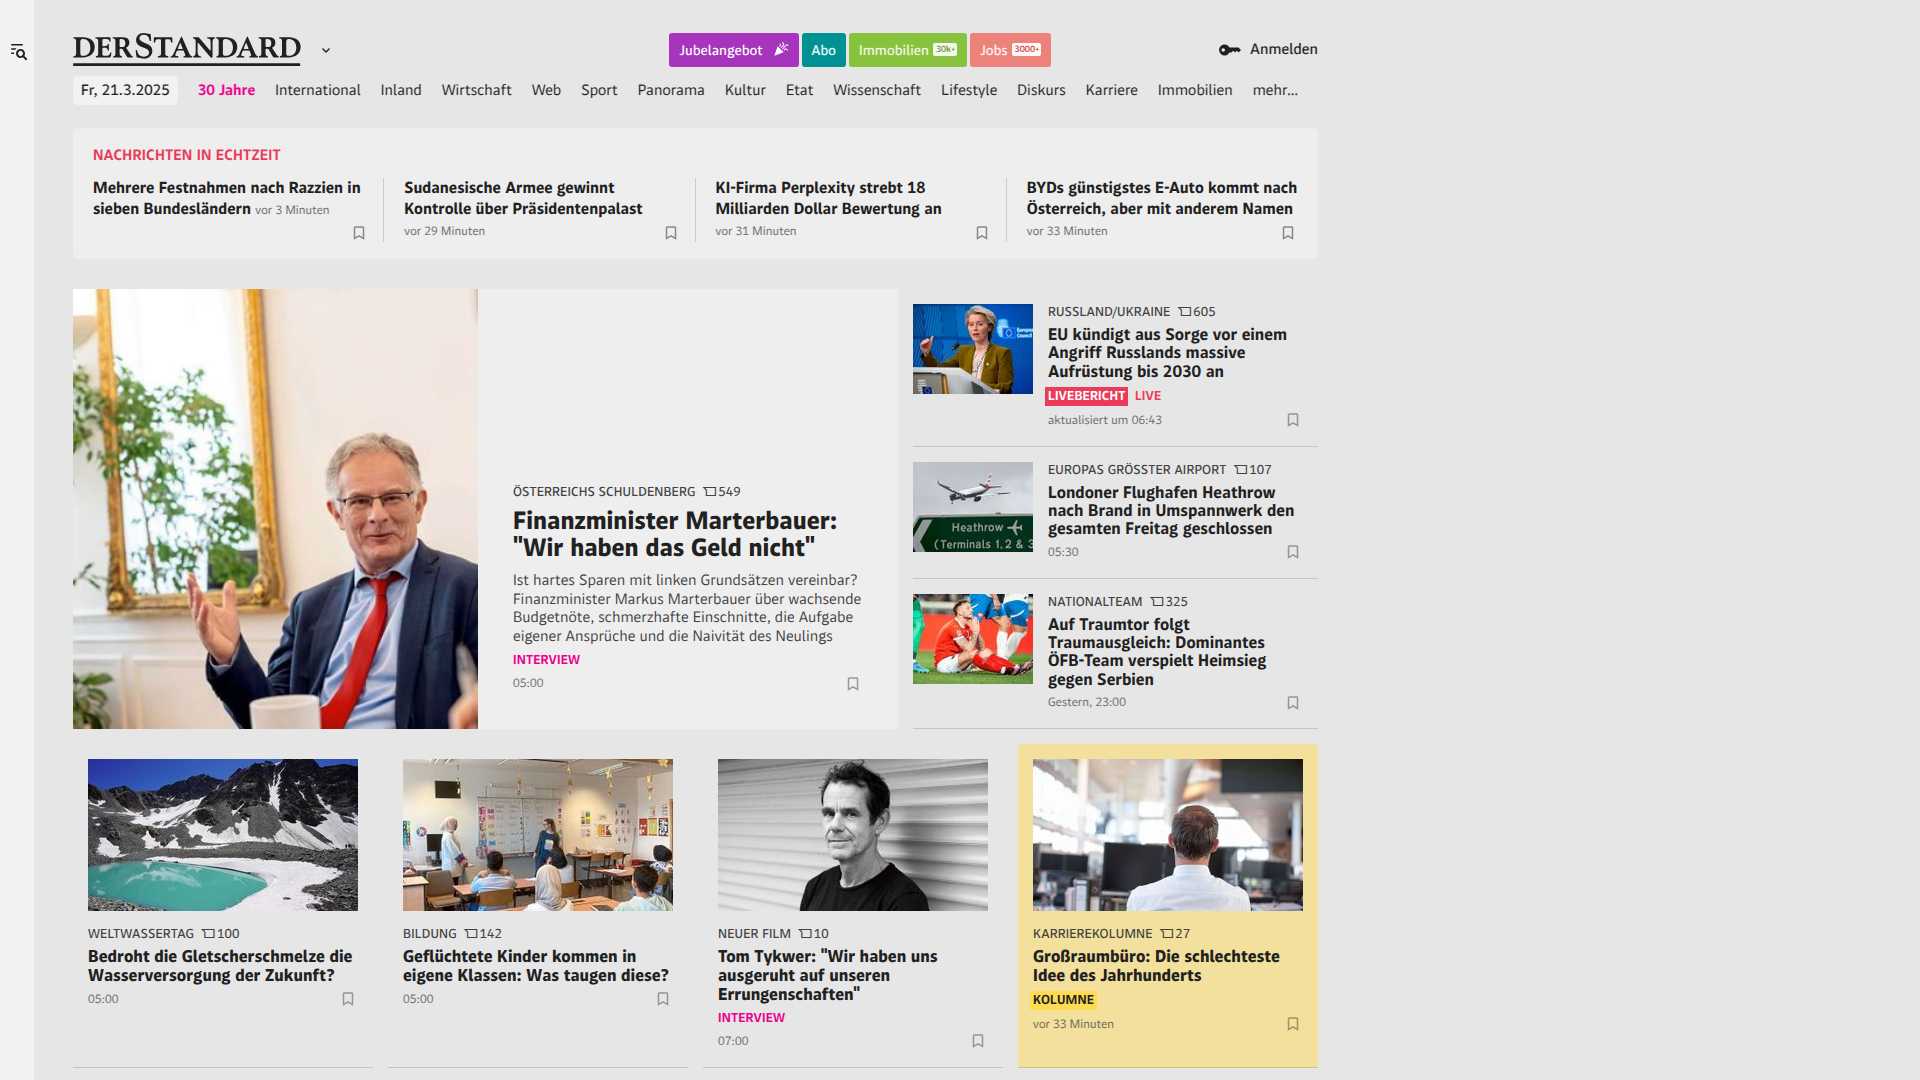 DERSTANDARD
Jubelangebot
Abo
Immobilien 30k+
Jobs 3000+
Anmelden
Fr, 21.3.2025
30 Jahre
International
Inland
Wirtschaft
Web
Sport
Panorama
Kultur
Etat
Wissenschaft
Lifestyle
Diskurs
Karriere
Immobilien
mehr...
NACHRICHTEN IN ECHTZEIT
Mehrere Festnahmen nach Razzien in
sieben Bundesländern vor 3 Minuten
Sudanesische Armee gewinnt
Kontrolle über Präsidentenpalast
vor 29 Minuten
KI-Firma Perplexity strebt 18
Milliarden Dollar Bewertung an
vor 31 Minuten
BYDs günstigstes E-Auto kommt nach
Österreich, aber mit anderem Namen
vor 33 Minuten
ÖSTERREICHS SCHULDENBERG 549
Finanzminister Marterbauer:
"Wir haben das Geld nicht"
Ist hartes Sparen mit linken Grundsätzen vereinbar?
Finanzminister Markus Marterbauer über wachsende
Budgetnöte, schmerzhafte Einschnitte, die Aufgabe
eigener Ansprüche und die Naivität des Neulings
INTERVIEW
05:00
RUSSLAND/UKRAINE 605
EU kündigt aus Sorge vor einem
Angriff Russlands massive
Aufrüstung bis 2030 an
LIVEBERICHT LIVE
aktualisiert um 06:43
Heathrow
(Terminals 1, 2 & 3
EUROPAS GRÖSSTER AIRPORT 107
Londoner Flughafen Heathrow
nach Brand in Umspannwerk den
gesamten Freitag geschlossen
05:30
NATIONALTEAM 325
Auf Traumtor folgt
Traumausgleich: Dominantes
ÖFB-Team verspielt Heimsieg
gegen Serbien
Gestern, 23:00
WELTWASSERTAG 100
Bedroht die Gletscherschmelze die
Wasserversorgung der Zukunft?
05:00
BILDUNG 142
Geflüchtete Kinder kommen in
eigene Klassen: Was taugen diese?
05:00
NEUER FILM 10
Tom Tykwer: "Wir haben uns
ausgeruht auf unseren
Errungenschaften"
INTERVIEW
07:00
KARRIEREKOLUMNE 27
Großraumbüro: Die schlechteste
Idee des Jahrhunderts
KOLUMNE
vor 33 Minuten